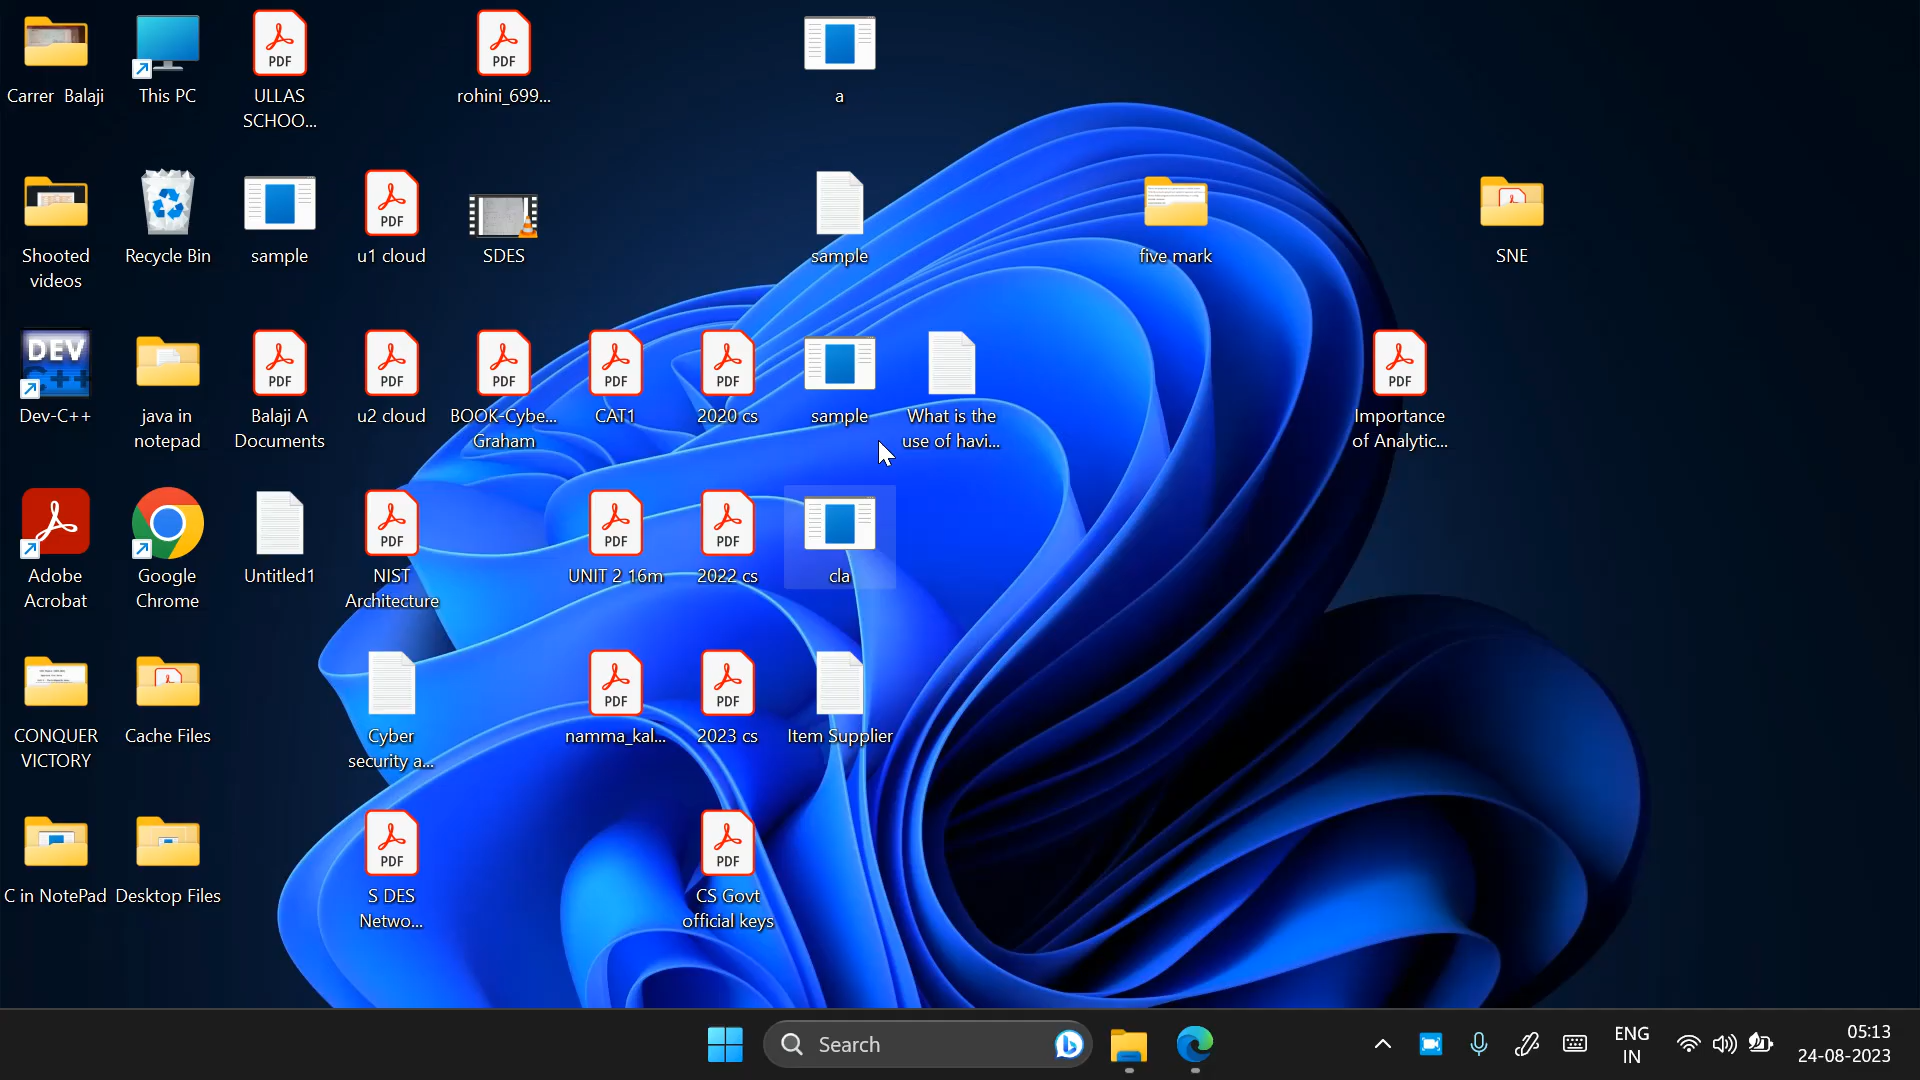 Carrer Balaji
This PC
PDF
ULLAS
SCHOO...
PDF
rohini_699...
a
Shooted
videos
Recycle Bin
sample
PDF
u1 cloud
SDES
sample
five mark
SNE
DEV
C++
Dev-C++
java in
notepad
PDF
Balaji A
Documents
PDF
u2 cloud
PDF
BOOK-Cybe...
Graham
PDF
CAT1
PDF
2020 cs
sample
What is the
use of havi...
PDF
Importance
of Analytic...
Adobe
Acrobat
Google
Chrome
Untitled1
PDF
NIST
Architecture
PDF
UNIT 2 16m
PDF
2022 cs
cla
CONQUER
VICTORY
Cache Files
Cyber
security a...
PDF
namma_kal...
PDF
2023 cs
Item Supplier
C in NotePad
Desktop Files
PDF
S DES
Netwo...
PDF
CS Govt
official keys
Search
ENG
IN
05:13
24-08-2023